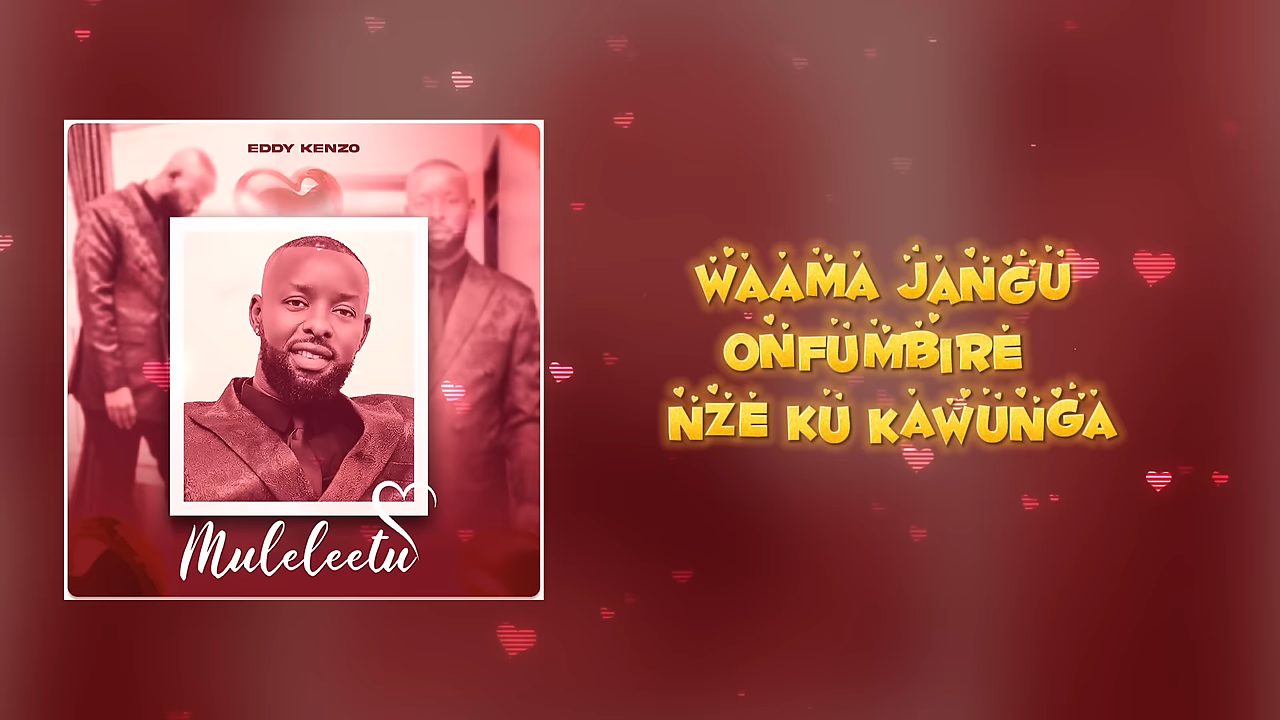 EDDY KENZO
Muleleetu
WAAMA JANGU
ONFUMBIRE
NZE KU KAWUNGA